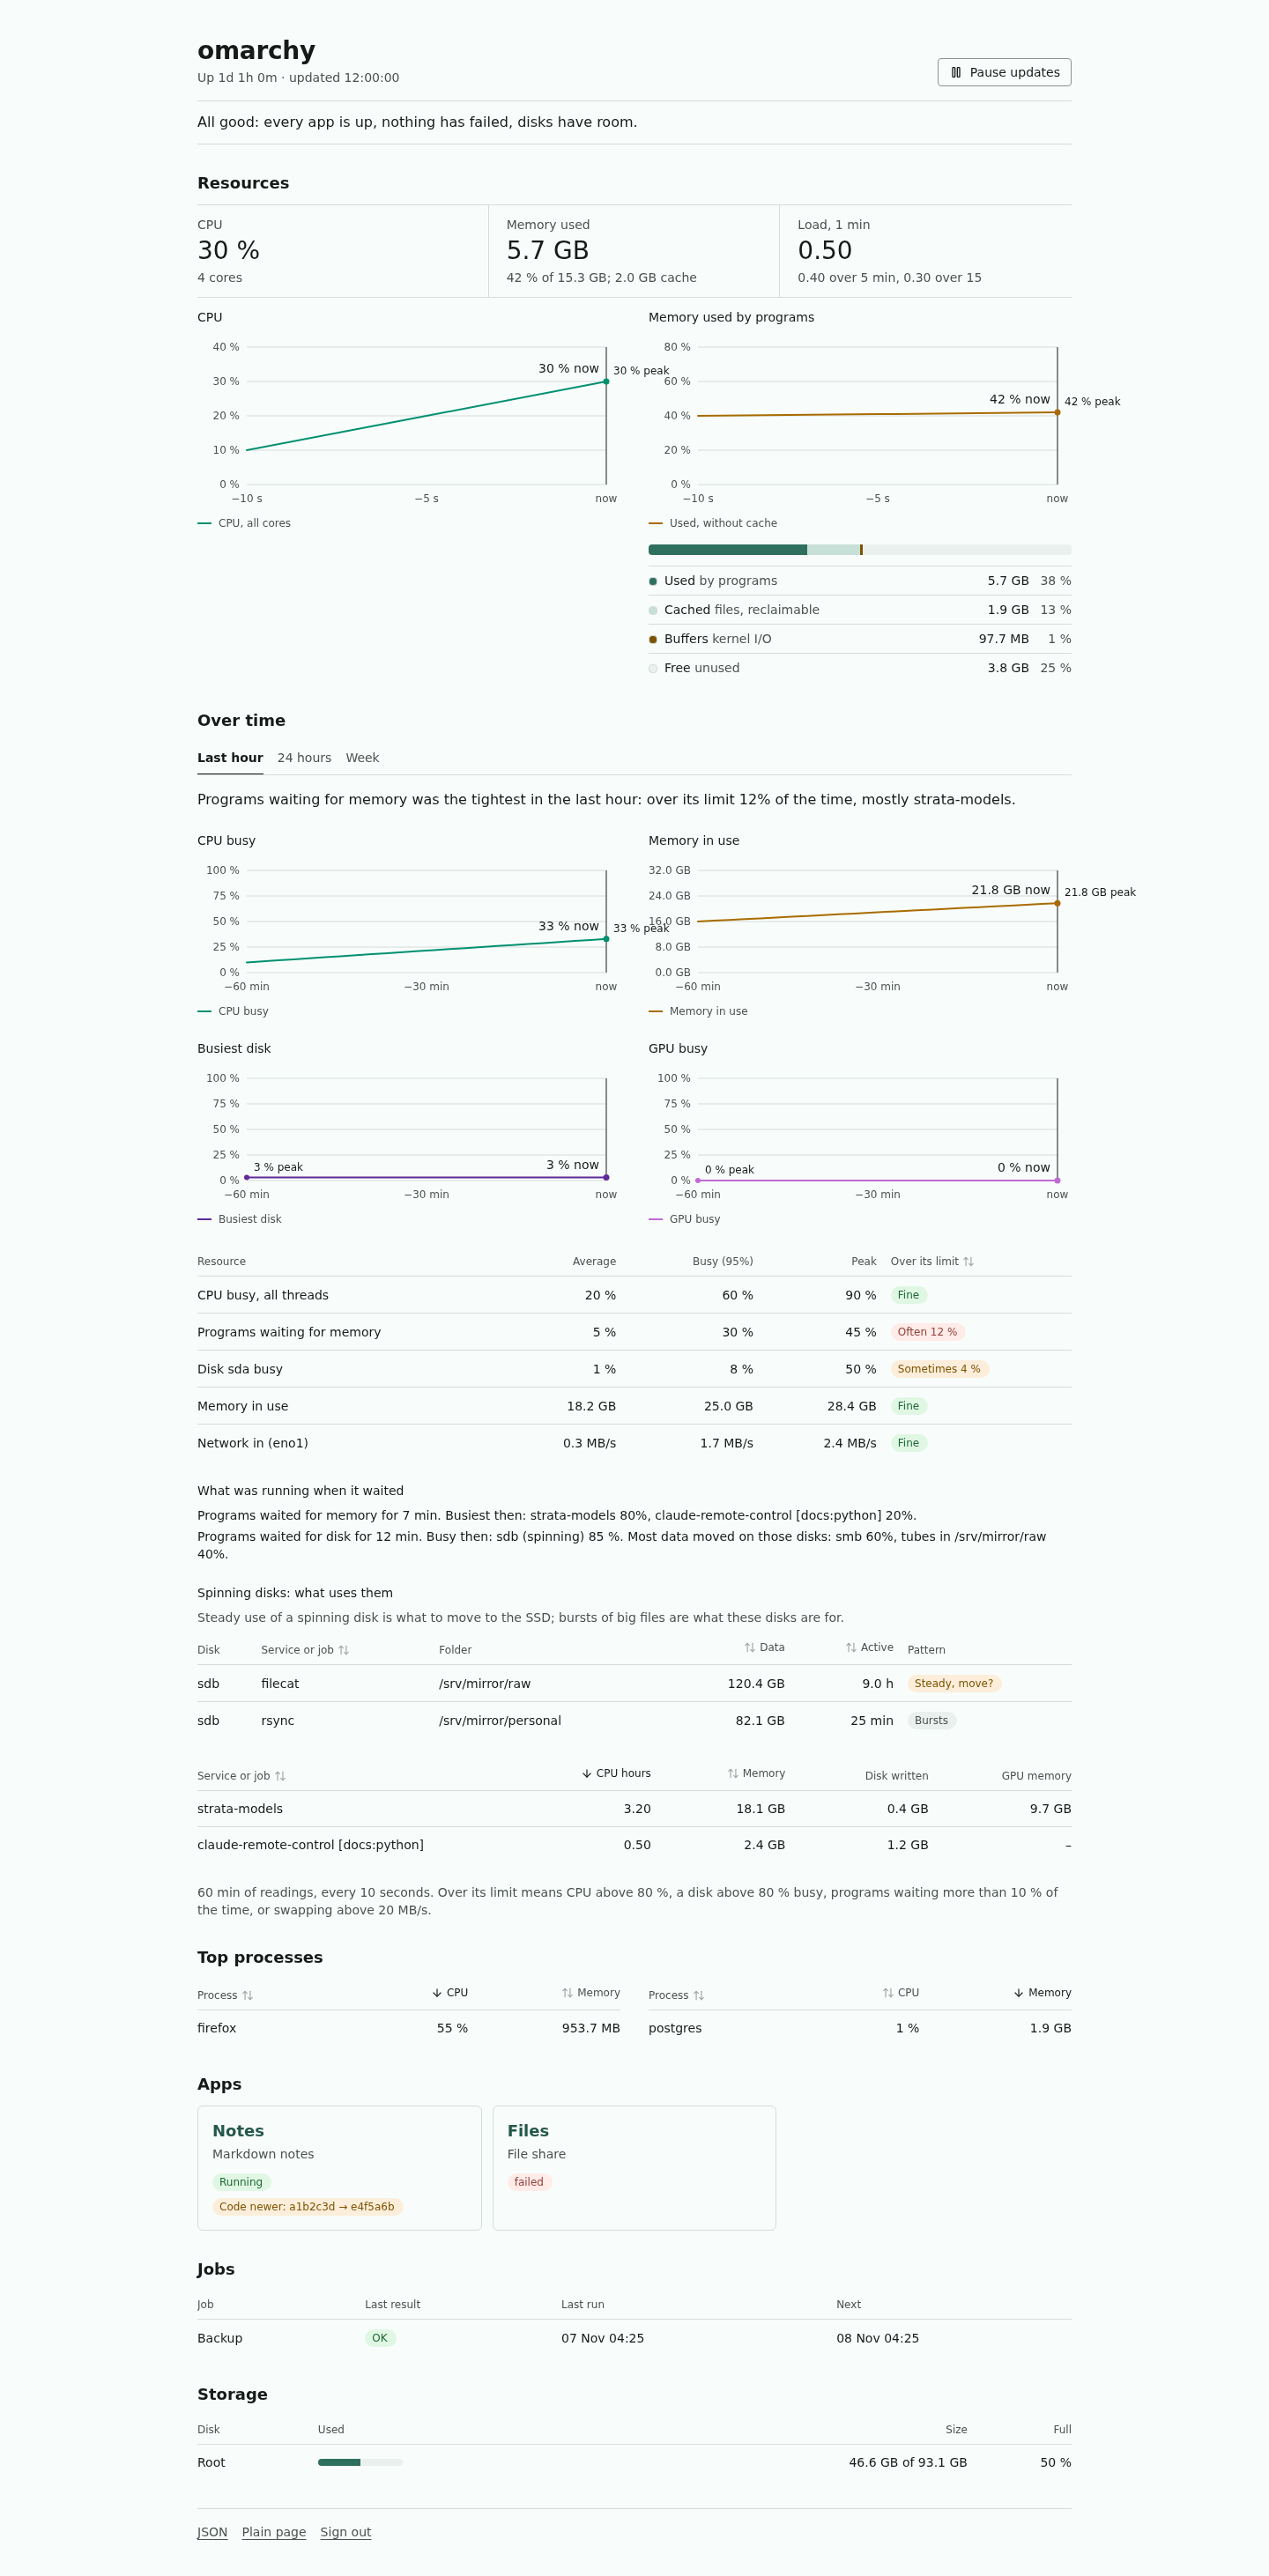 omarchy
Up 1d 1h 0m · updated 12:00:00
Pause updates
All good: every app is up, nothing has failed, disks have room.
Resources
CPU
30 %
4 cores
Memory used
5.7 GB
42 % of 15.3 GB; 2.0 GB cache
Load, 1 min
0.50
0.40 over 5 min, 0.30 over 15
CPU
40 %
30 %
20 %
10 %
0 %
30 % now
30 % peak
−10 s
−5 s
now
CPU, all cores
Memory used by programs
80 %
60 %
40 %
20 %
0 %
42 % now
42 % peak
−10 s
−5 s
now
Used, without cache
Used by programs 5.7 GB 38 %
Cached files, reclaimable 1.9 GB 13 %
Buffers kernel I/O 97.7 MB 1 %
Free unused 3.8 GB 25 %
Over time
Last hour 24 hours Week
Programs waiting for memory was the tightest in the last hour: over its limit 12% of the time, mostly strata-models.
CPU busy
100 %
75 %
50 %
25 %
0 %
33 % now
33 % peak
−60 min
−30 min
now
CPU busy
Memory in use
32.0 GB
24.0 GB
16.0 GB
8.0 GB
0.0 GB
21.8 GB now
21.8 GB peak
−60 min
−30 min
now
Memory in use
Busiest disk
100 %
75 %
50 %
25 %
0 %
3 % peak
3 % now
−60 min
−30 min
now
Busiest disk
GPU busy
100 %
75 %
50 %
25 %
0 %
0 % peak
0 % now
−60 min
−30 min
now
GPU busy
Resource Average Busy (95%) Peak Over its limit
CPU busy, all threads 20 % 60 % 90 % Fine
Programs waiting for memory 5 % 30 % 45 % Often 12 %
Disk sda busy 1 % 8 % 50 % Sometimes 4 %
Memory in use 18.2 GB 25.0 GB 28.4 GB Fine
Network in (eno1) 0.3 MB/s 1.7 MB/s 2.4 MB/s Fine
What was running when it waited
Programs waited for memory for 7 min. Busiest then: strata-models 80%, claude-remote-control [docs:python] 20%.
Programs waited for disk for 12 min. Busy then: sdb (spinning) 85 %. Most data moved on those disks: smb 60%, tubes in /srv/mirror/raw
40%.
Spinning disks: what uses them
Steady use of a spinning disk is what to move to the SSD; bursts of big files are what these disks are for.
Disk Service or job Folder Data Active Pattern
sdb filecat /srv/mirror/raw 120.4 GB 9.0 h Steady, move?
sdb rsync /srv/mirror/personal 82.1 GB 25 min Bursts
Service or job CPU hours Memory Disk written GPU memory
strata-models 3.20 18.1 GB 0.4 GB 9.7 GB
claude-remote-control [docs:python] 0.50 2.4 GB 1.2 GB –
60 min of readings, every 10 seconds. Over its limit means CPU above 80 %, a disk above 80 % busy, programs waiting more than 10 % of
the time, or swapping above 20 MB/s.
Top processes
Process CPU Memory
firefox 55 % 953.7 MB
Process CPU Memory
postgres 1 % 1.9 GB
Apps
Notes
Markdown notes
Running
Code newer: a1b2c3d → e4f5a6b
Files
File share
failed
Jobs
Job Last result Last run Next
Backup OK 07 Nov 04:25 08 Nov 04:25
Storage
Disk Used Size Full
Root 46.6 GB of 93.1 GB 50 %
JSON Plain page Sign out